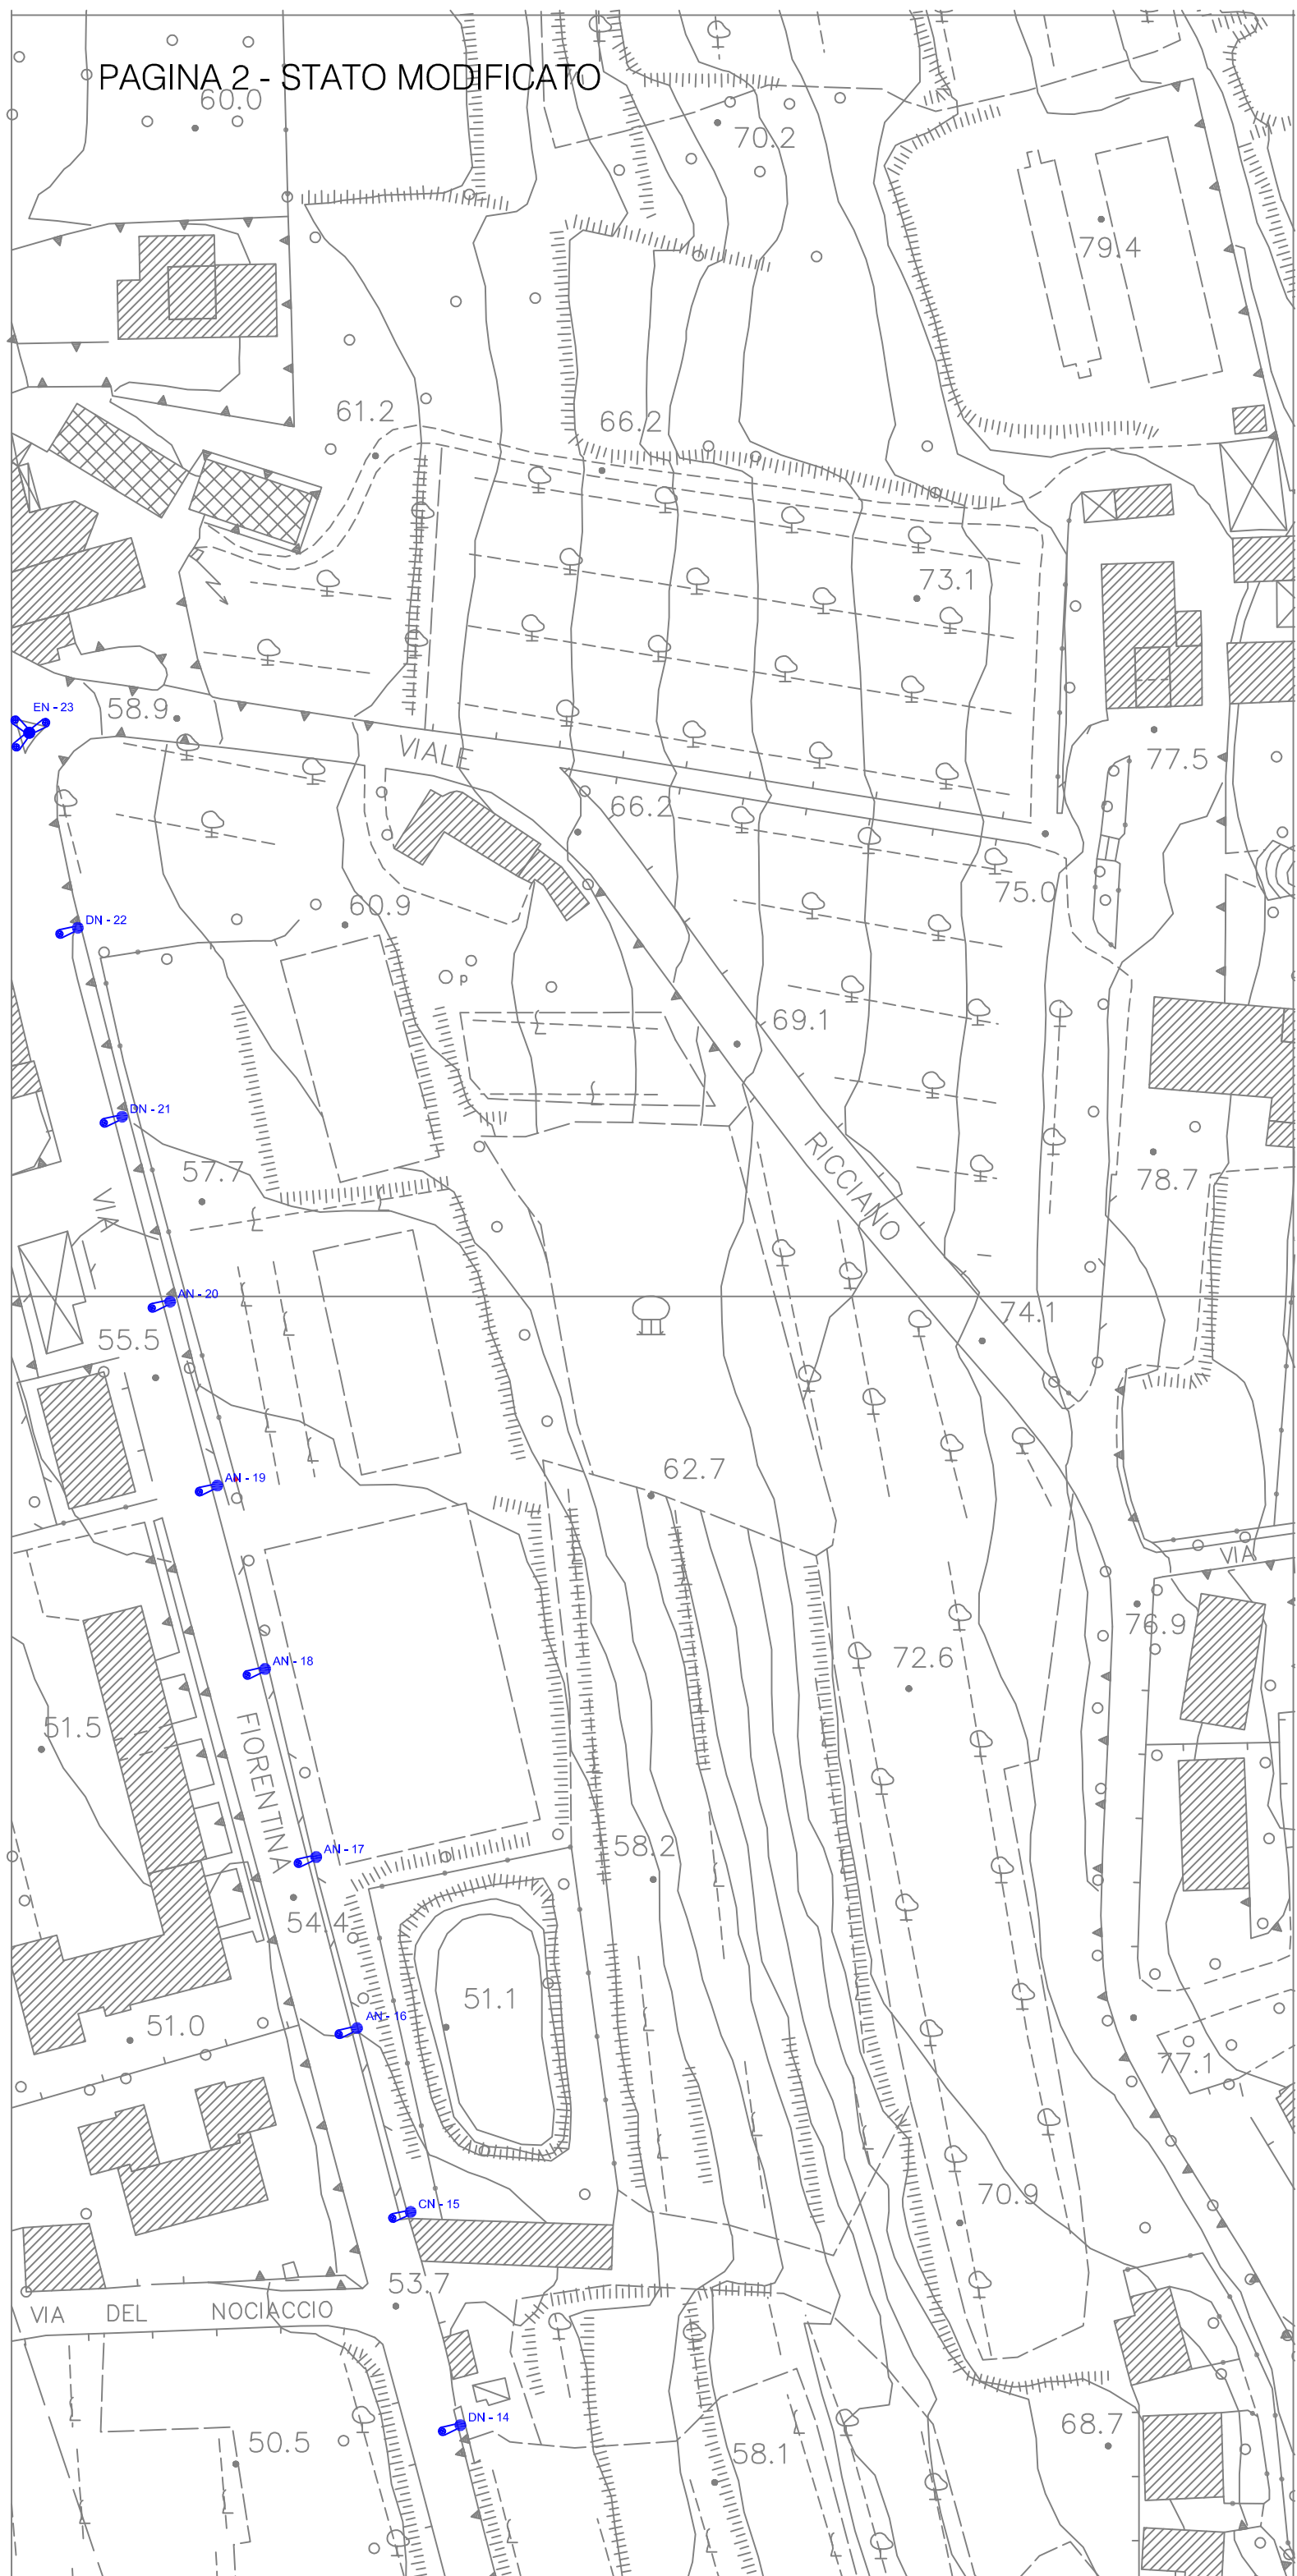 PAGINA 2 - STATO MODIFICATO
60.0
70.2
79.4
61.2
66.2
73.1
EN - 23
58.9
VIALE
77.5
66.2
75.0
60.9
DN - 22
P
69.1
DN - 21
RICCIANO
78.7
57.7
VIA
AN - 20
74.1
55.5
62.7
AN - 19
VIA
76.9
AN - 18
72.6
51.5
FIORENTINA
58.2
AN - 17
54.4
51.1
AN - 16
51.0
77.1
70.9
CN - 15
53.7
VIA DEL NOCIACCIO
DN - 14
68.7
50.5
58.1